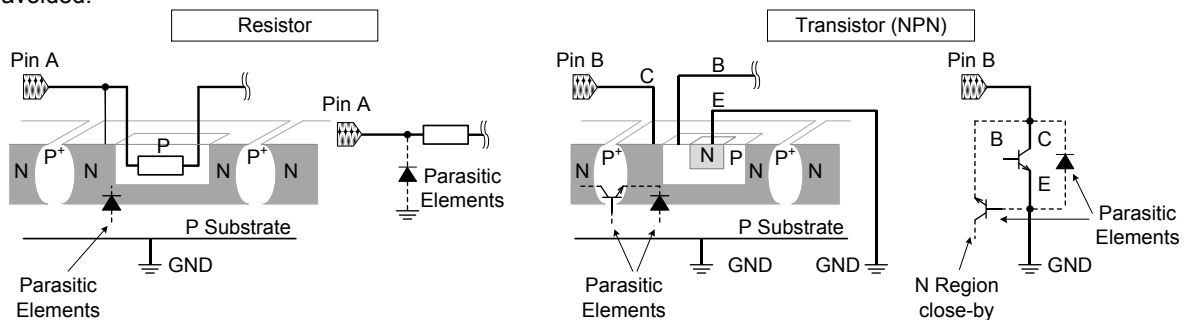 avoided.
Resistor
Transistor (NPN)
Pin A
Pin A
Pin B
C
B
E
Pin B
N
P+
N
P
P+
N
N
P+
N
N
P
P+
N
B
C
E
Parasitic
Elements
P Substrate
GND
Parasitic
Elements
P Substrate
GND
GND
Parasitic
Elements
Parasitic
Elements
GND
N Region
close-by